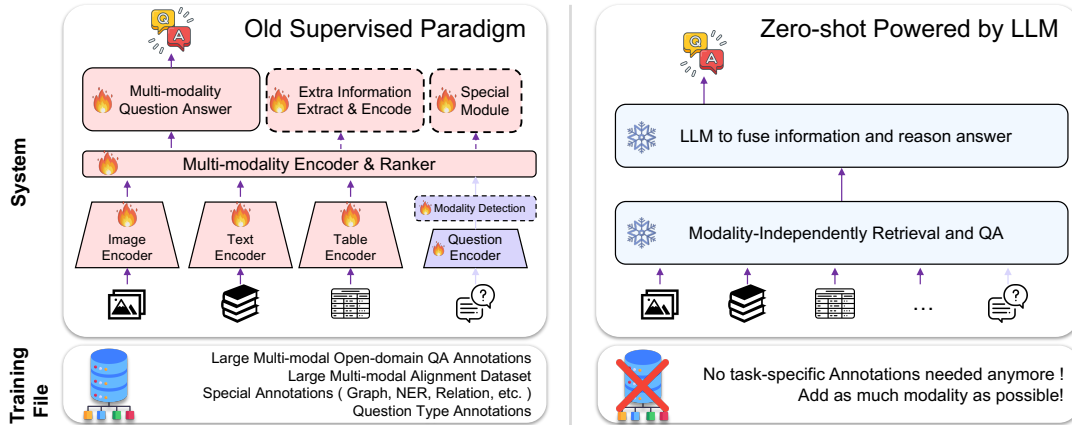 Old Supervised Paradigm
Q
A
Multi-modality
Question Answer
Extra Information
Extract & Encode
Special
Module
Multi-modality Encoder & Ranker
Modality Detection
Image
Encoder
Text
Encoder
Table
Encoder
Question
Encoder
?
System
Zero-shot Powered by LLM
Q
A
LLM to fuse information and reason answer
Modality-Independently Retrieval and QA
...
?
Training
File
Large Multi-modal Open-domain QA Annotations
Large Multi-modal Alignment Dataset
Special Annotations ( Graph, NER, Relation, etc. )
Question Type Annotations
No task-specific Annotations needed anymore !
Add as much modality as possible!